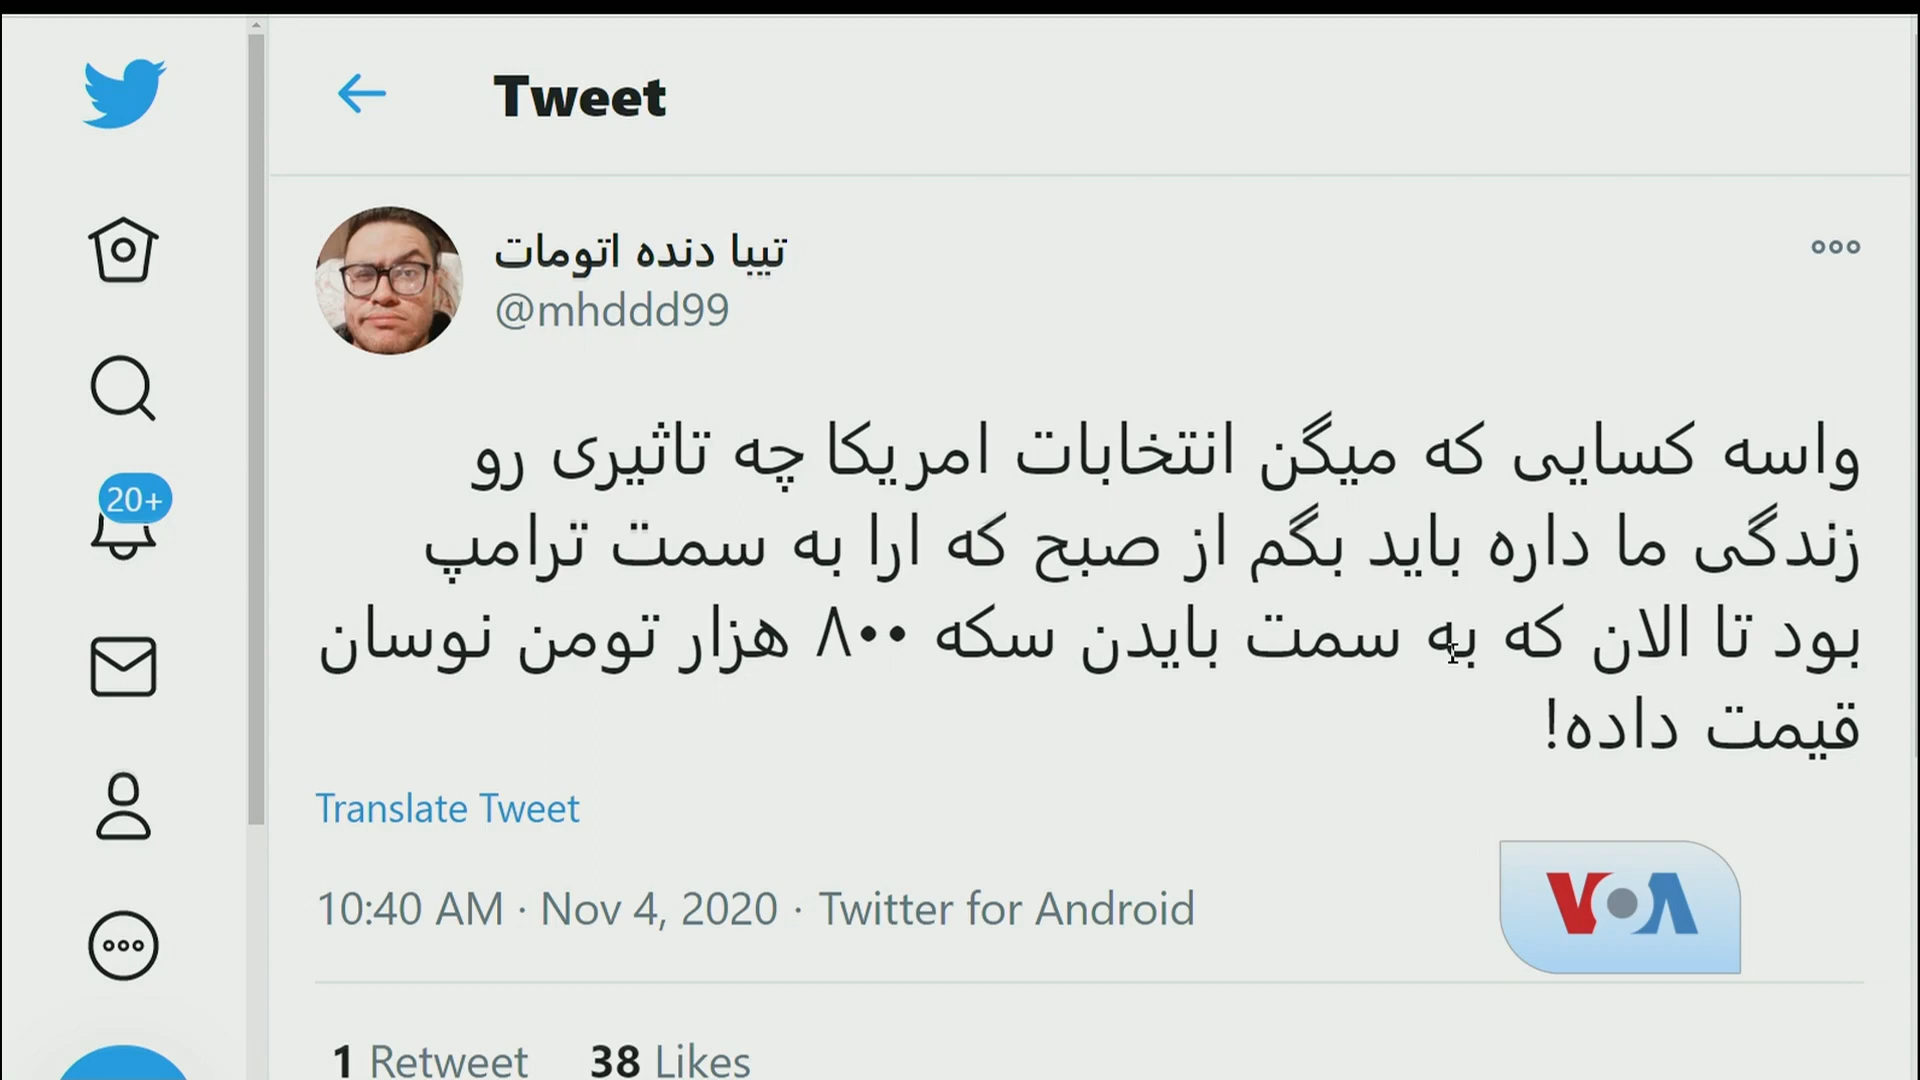 Tweet
تیبا دنده اتومات
@mhddd99
واسه کسایی که میگن انتخابات امریکا چه تاثیری رو
زندگی ما داره باید بگم از صبح که ارا به سمت ترامپ
بود تا الان که به سمت بایدن سکه ۸۰۰ هزار تومن نوسان
قیمت داده!
20+
Translate Tweet
10:40 AM · Nov 4, 2020 · Twitter for Android
VOA
1 Retweet 38 Likes